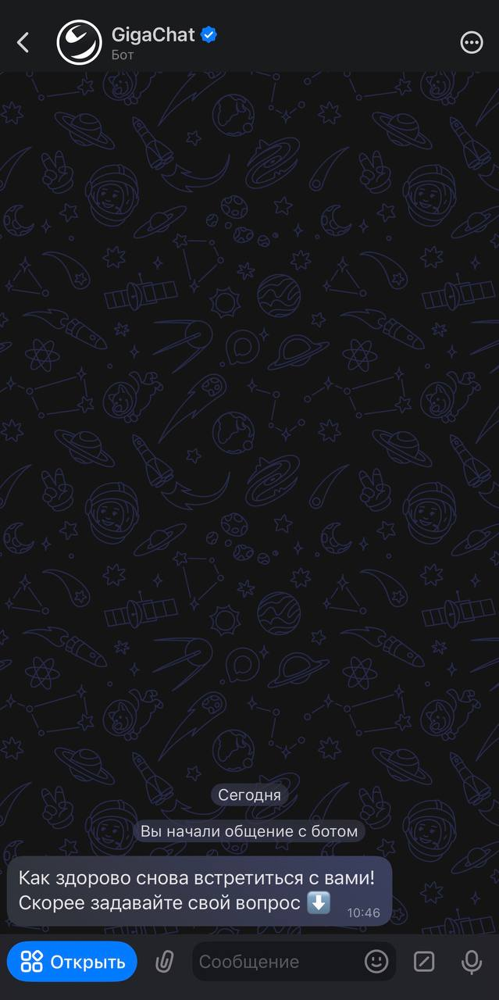 GigaChat
Бот
Сегодня
Вы начали общение с ботом
Как здорово снова встретиться с вами!
Скорее задавайте свой вопрос ⬇️
10:46
Открыть
Сообщение